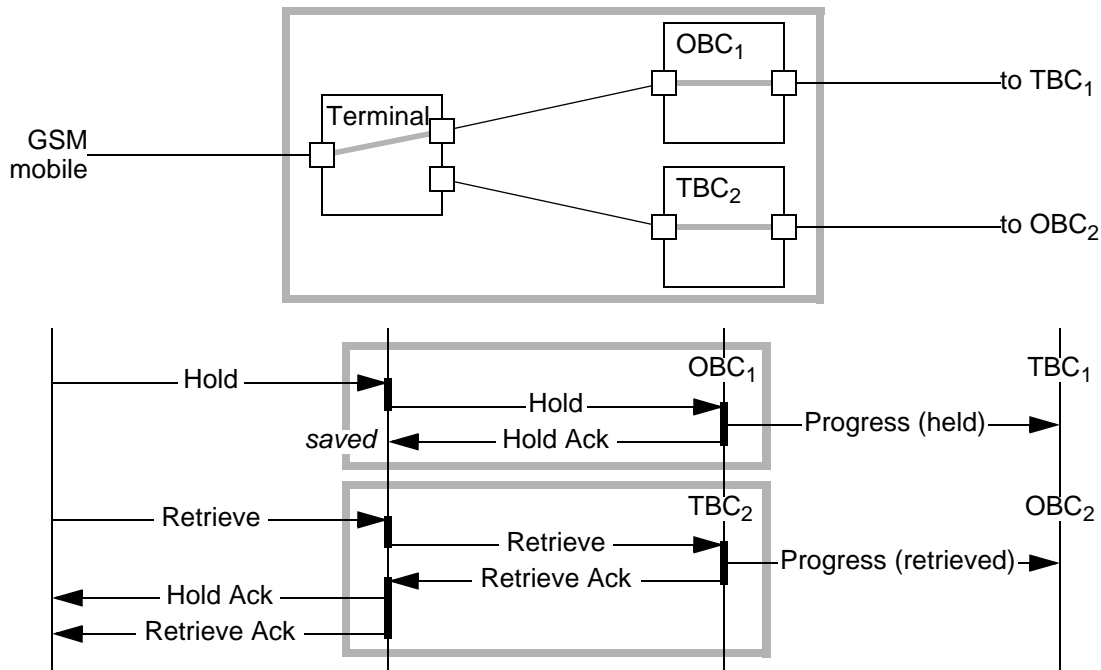 OBC1
to TBC1
Terminal
GSM
mobile
TBC2
to OBC2
OBC1
TBC1
Hold
Hold
Progress (held)
saved
Hold Ack
TBC2
OBC2
Retrieve
Retrieve
Progress (retrieved)
Retrieve Ack
Hold Ack
Retrieve Ack